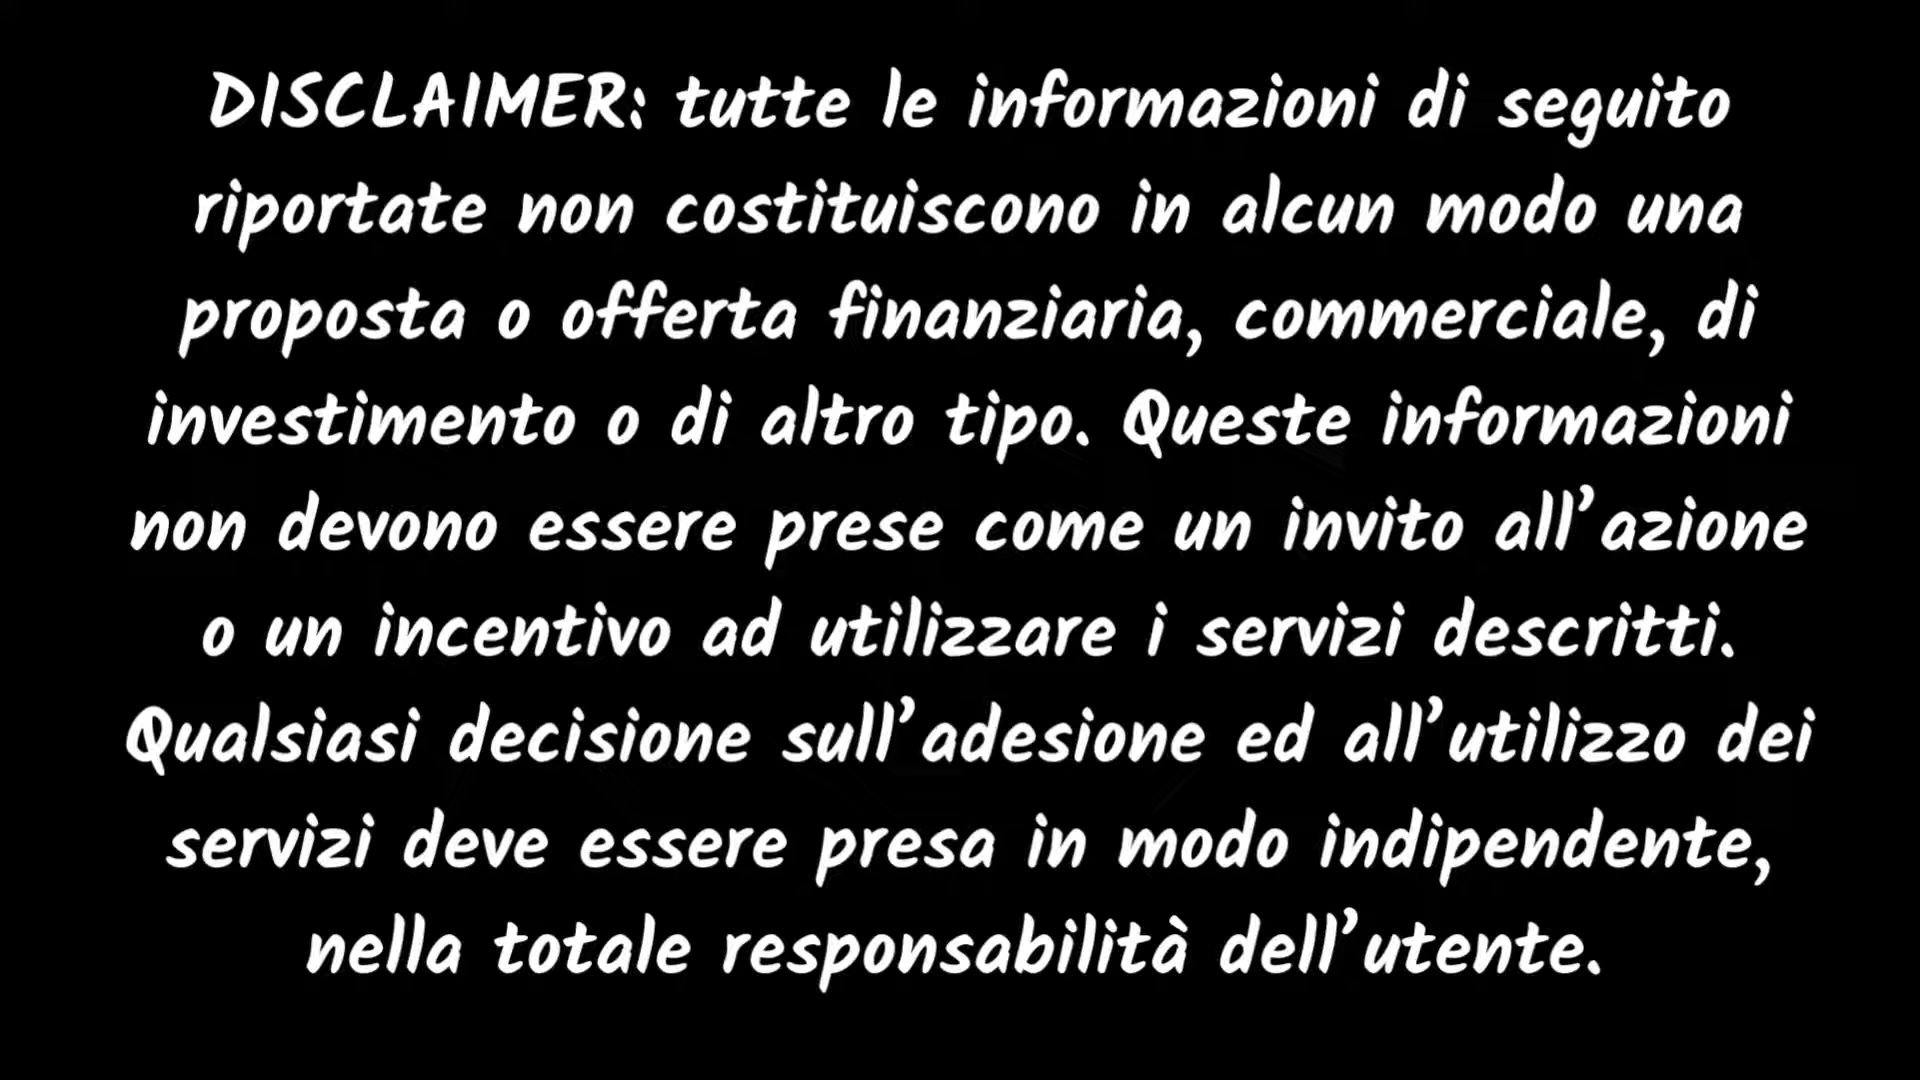 DISCLAIMER: tutte le informazioni di seguito
riportate non costituiscono in alcun modo una
proposta o offerta finanziaria, commerciale, di
investimento o di altro tipo. Queste informazioni
non devono essere prese come un invito all’azione
o un incentivo ad utilizzare i servizi descritti.
Qualsiasi decisione sull’adesione ed all’utilizzo dei
servizi deve essere presa in modo indipendente,
nella totale responsabilità dell’utente.